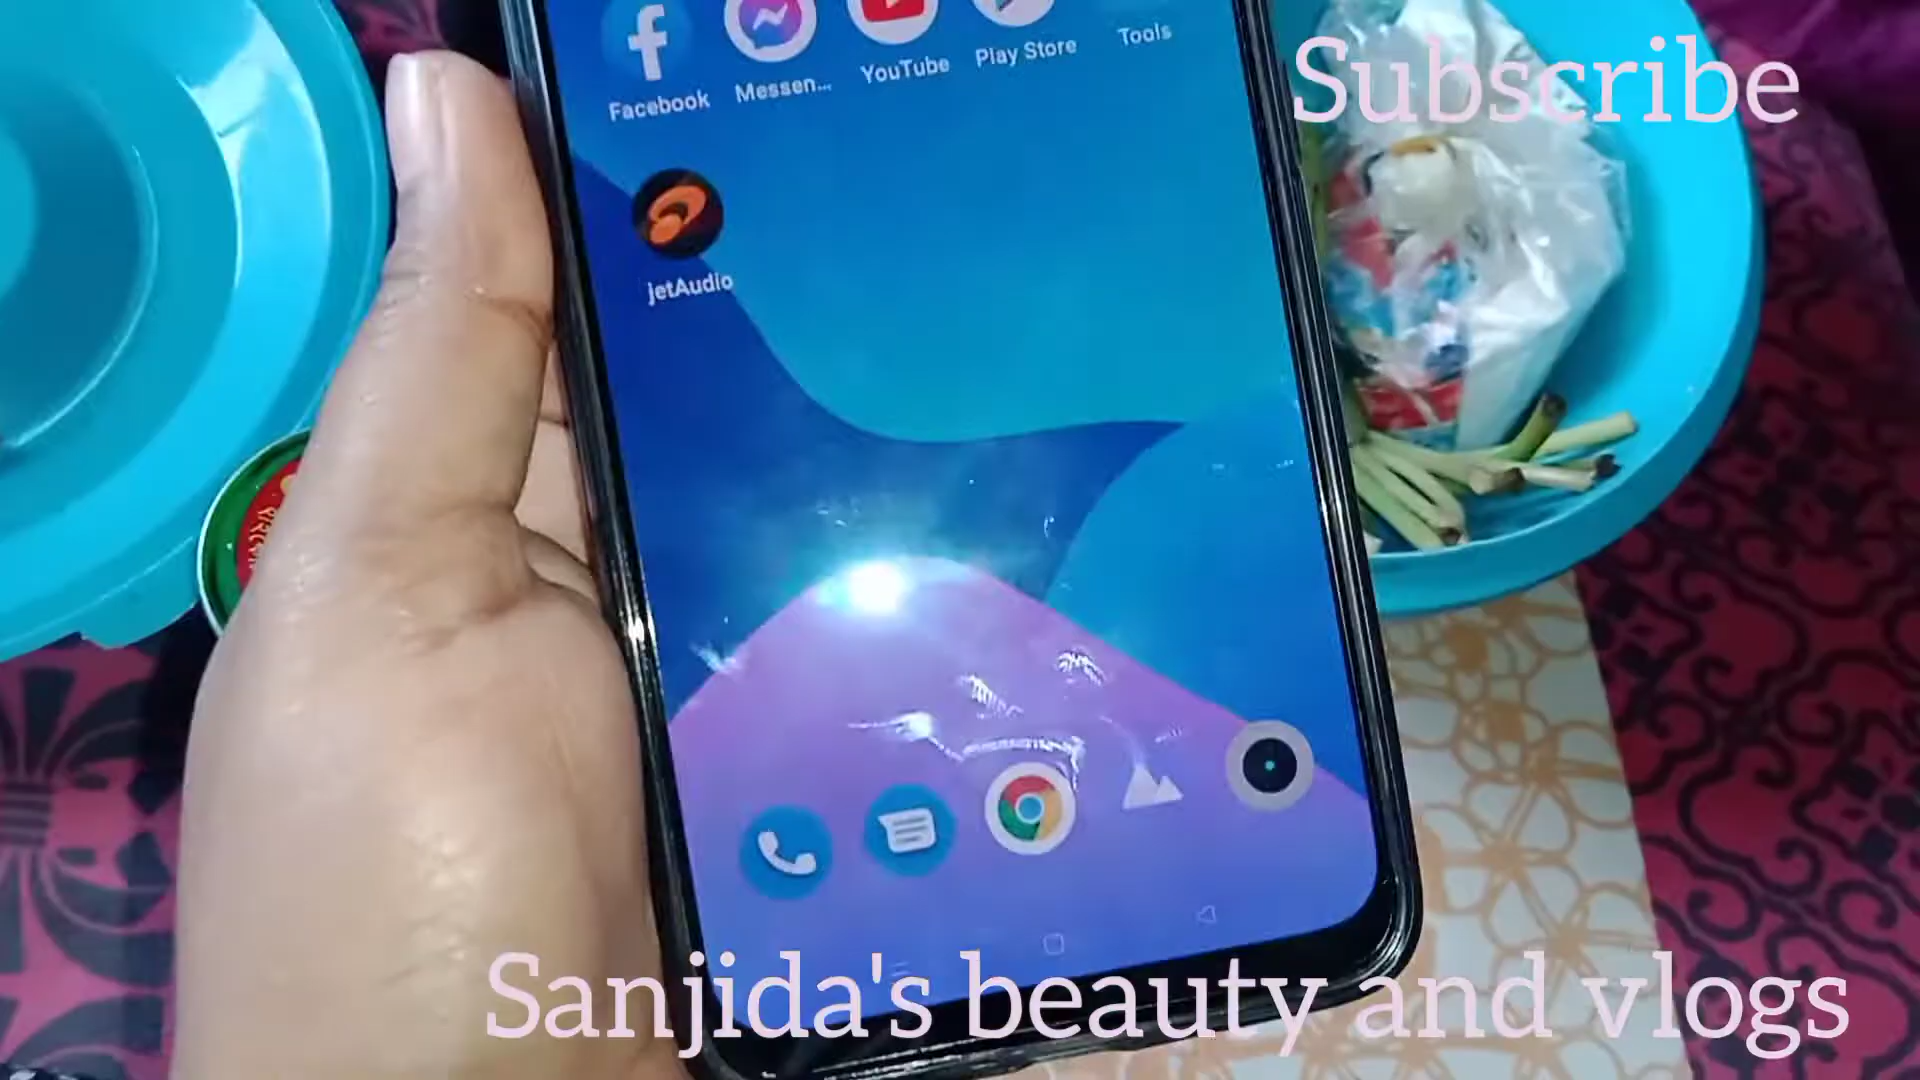 Subscribe
Facebook
Messen...
YouTube
Play Store
Tools
jetAudio
Sanjida's beauty and vlogs